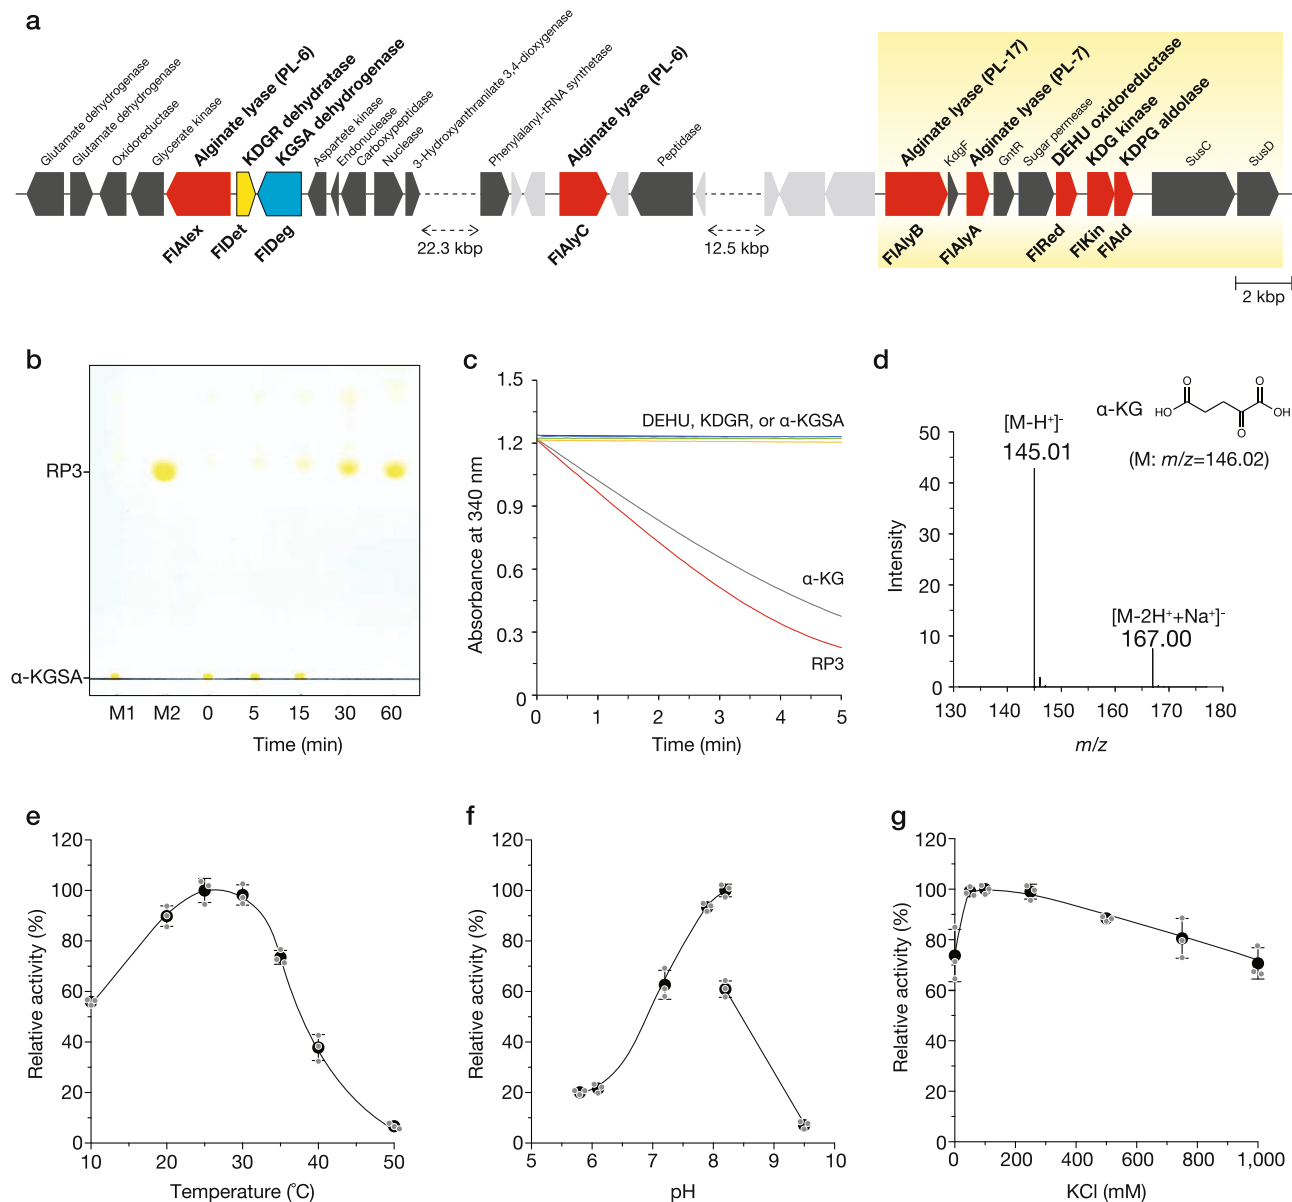 a
Glutamate dehydrogenase
Glutamate dehydrogenase
Oxidoreductase
Glycerate kinase
Alginate lyase (PL-6)
KDGR dehydratase
KGSA dehydrogenase
Aspartete kinase
Endonuclease
Carboxypeptidase
Nuclease
3-Hydroxyanthranilate 3,4-dioxygenase
Phenylalanyl-tRNA synthetase
Alginate lyase (PL-6)
Peptidase
Alginate lyase (PL-17)
KdgF
Alginate lyase (PL-7)
GntR
Sugar permease
DEHU oxidoreductase
KDG kinase
KDPG aldolase
SusC
SusD
FlAlex
FlDet
FlDeg
22.3 kbp
FlAlyC
12.5 kbp
FlAlyB
FlAlyA
FlRed
FlKin
FlAld
2 kbp
b
RP3
α-KGSA
M1 M2 0 5 15 30 60
Time (min)
c
1.5
1.2
0.9
0.6
0.3
0
Absorbance at 340 nm
DEHU, KDGR, or α-KGSA
α-KG
RP3
0 1 2 3 4 5
Time (min)
d
α-KG
O O
HO OH
O
(M: m/z=146.02)
[M-H⁺]⁻
145.01
[M-2H⁺+Na⁺]⁻
167.00
50
40
30
20
10
0
Intensity
130 140 150 160 170 180
m/z
e
120
100
80
60
40
20
0
Relative activity (%)
10 20 30 40 50
Temperature (℃)
f
120
100
80
60
40
20
0
Relative activity (%)
5 6 7 8 9 10
pH
g
120
100
80
60
40
20
0
Relative activity (%)
0 200 400 600 800 1,000
KCl (mM)